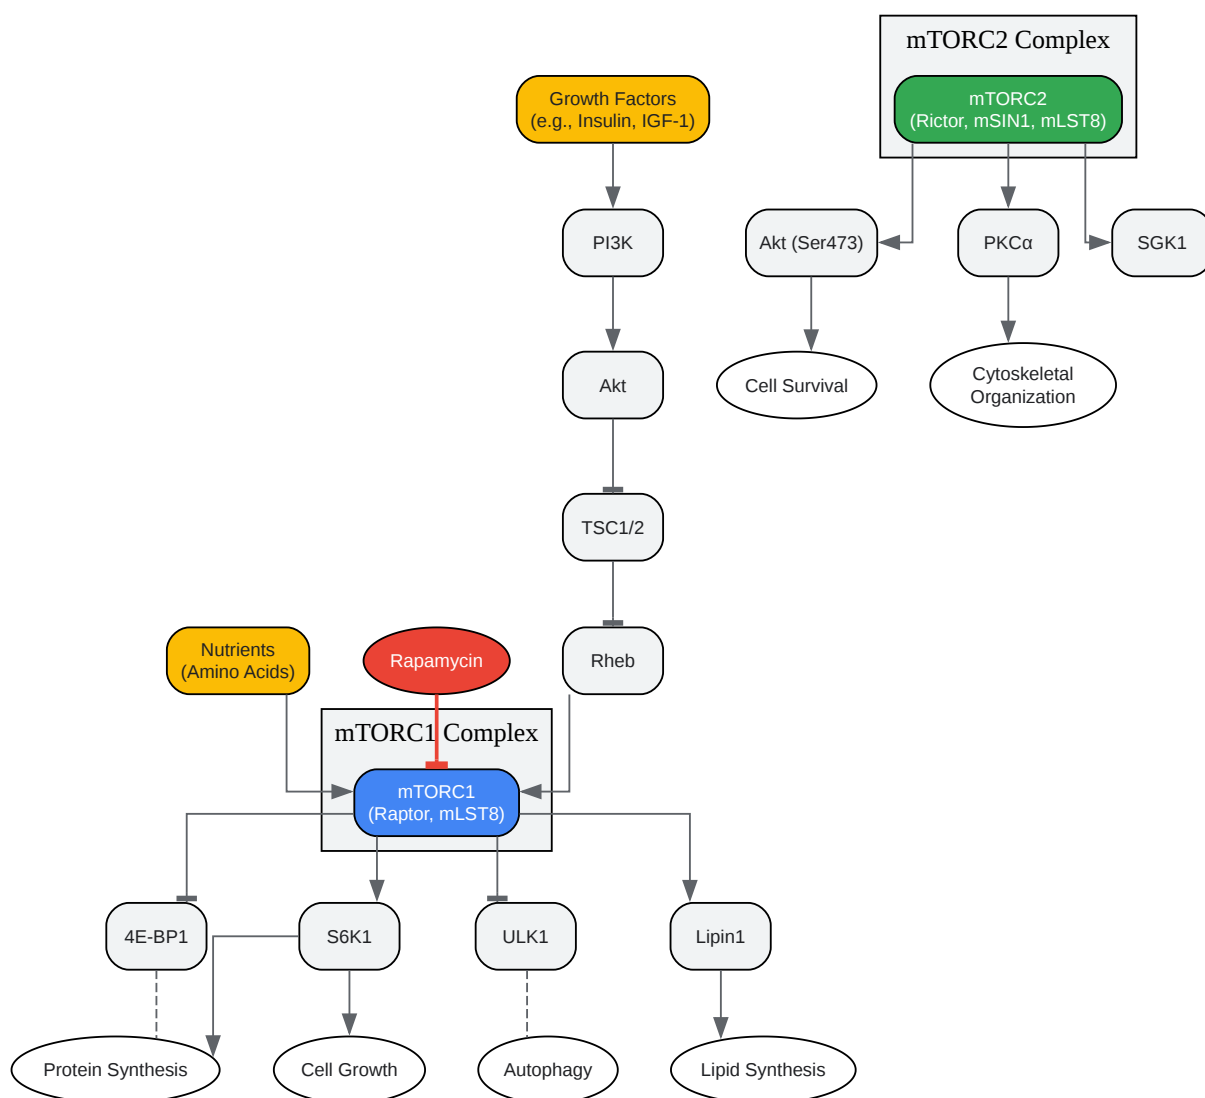 mTORC2 Complex
mTORC2
(Rictor, mSIN1, mLST8)
Growth Factors
(e.g., Insulin, IGF-1)
PI3K
Akt (Ser473)
PKCα
SGK1
Akt
Cell Survival
Cytoskeletal
Organization
TSC1/2
Nutrients
(Amino Acids)
Rapamycin
Rheb
mTORC1 Complex
mTORC1
(Raptor, mLST8)
4E-BP1
S6K1
ULK1
Lipin1
Protein Synthesis
Cell Growth
Autophagy
Lipid Synthesis